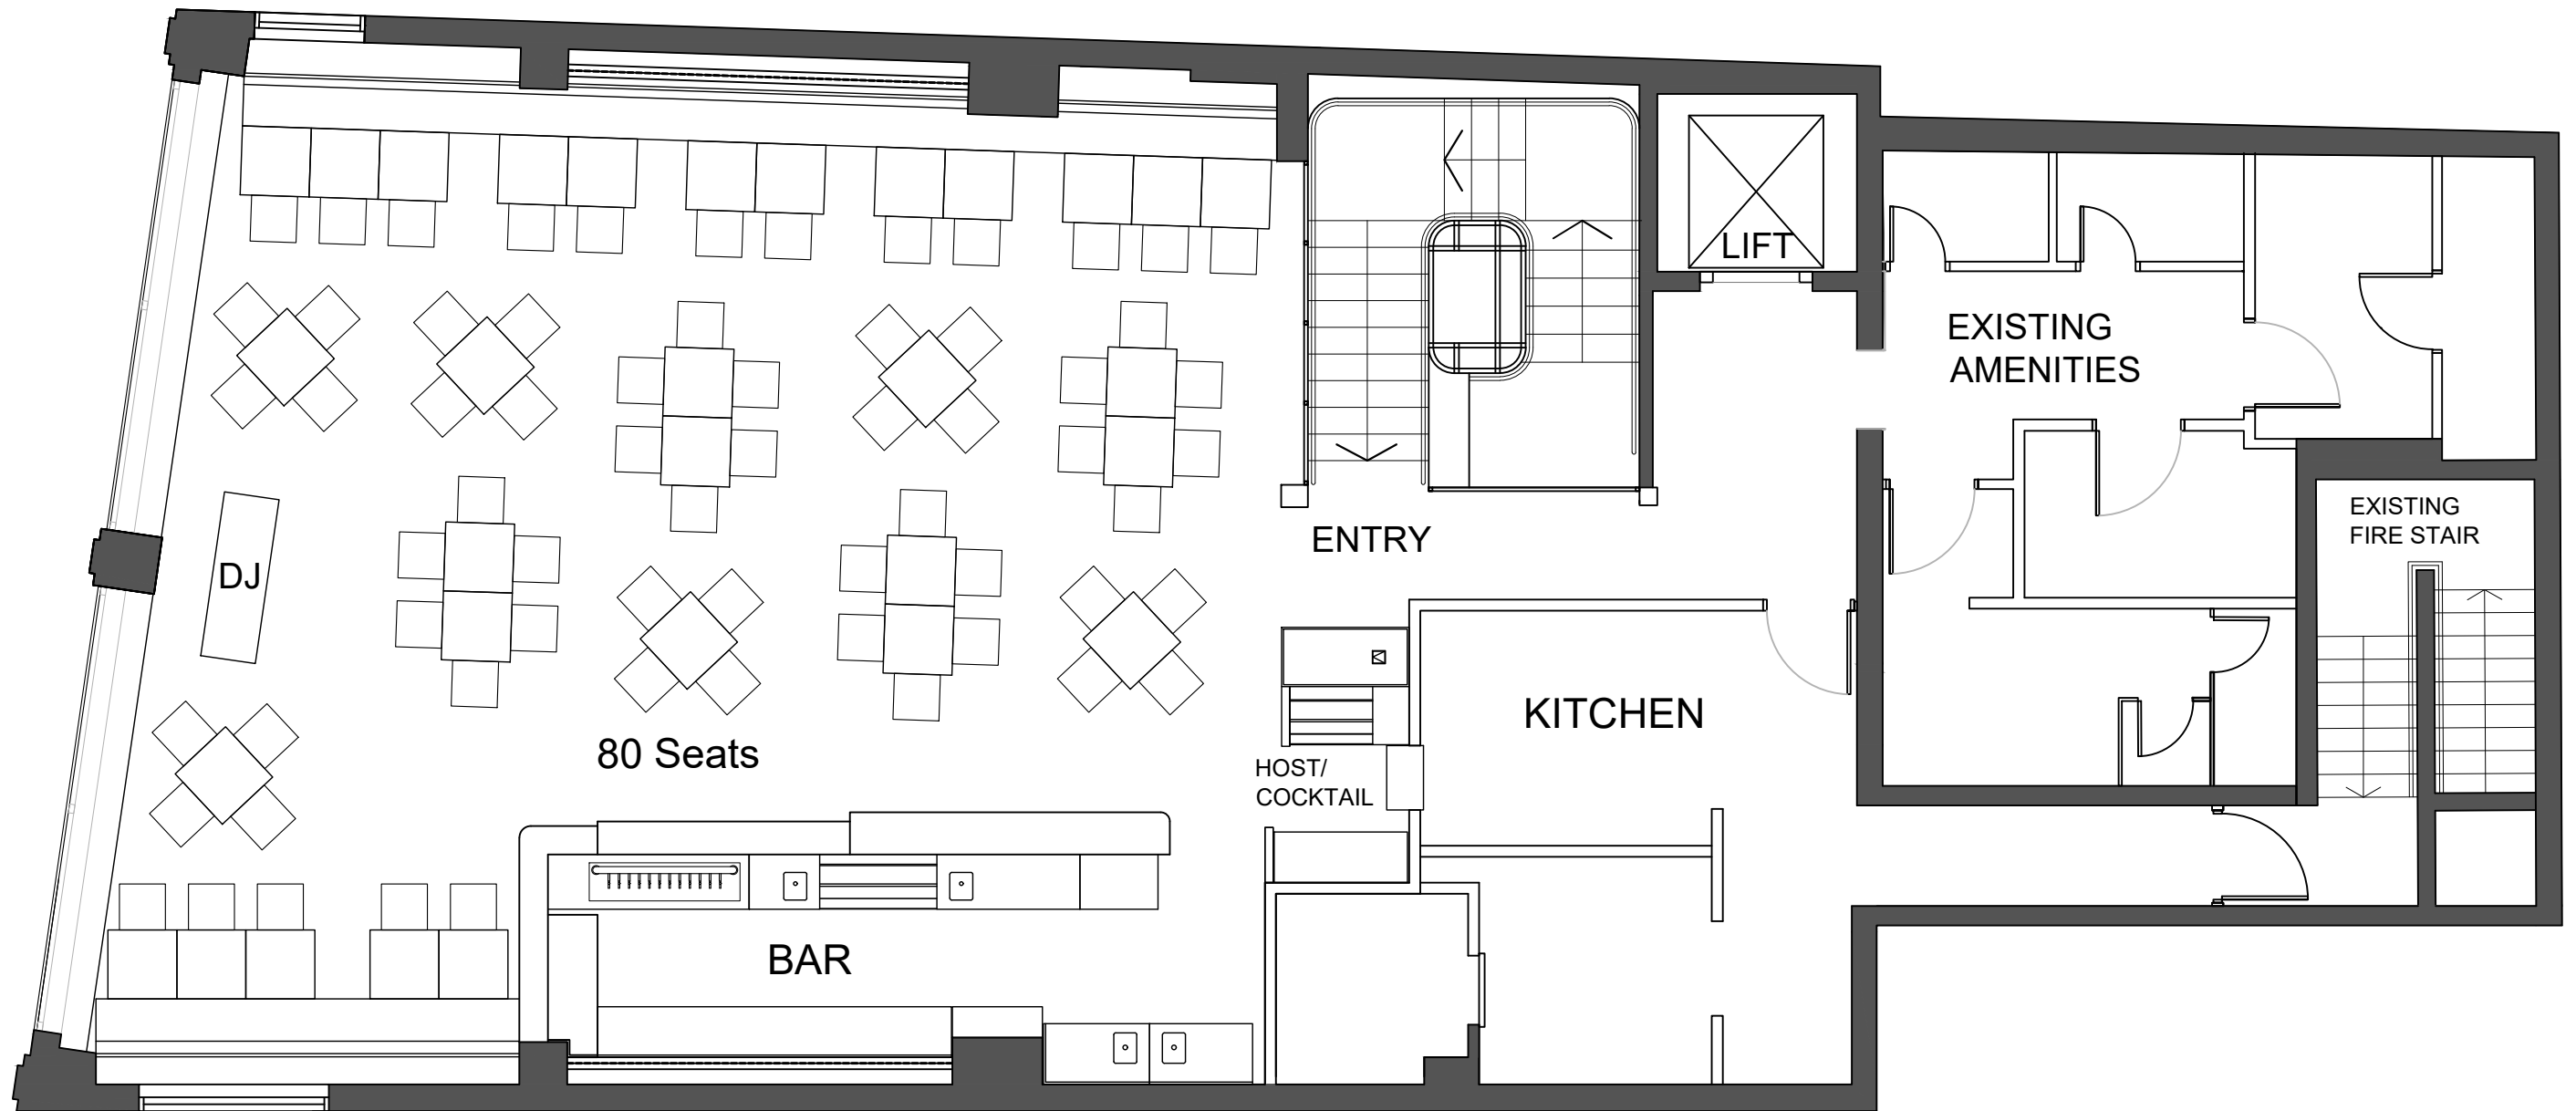 LIFT
EXISTING
AMENITIES
EXISTING
FIRE STAIR
ENTRY
DJ
KITCHEN
80 Seats
HOST/
COCKTAIL
BAR